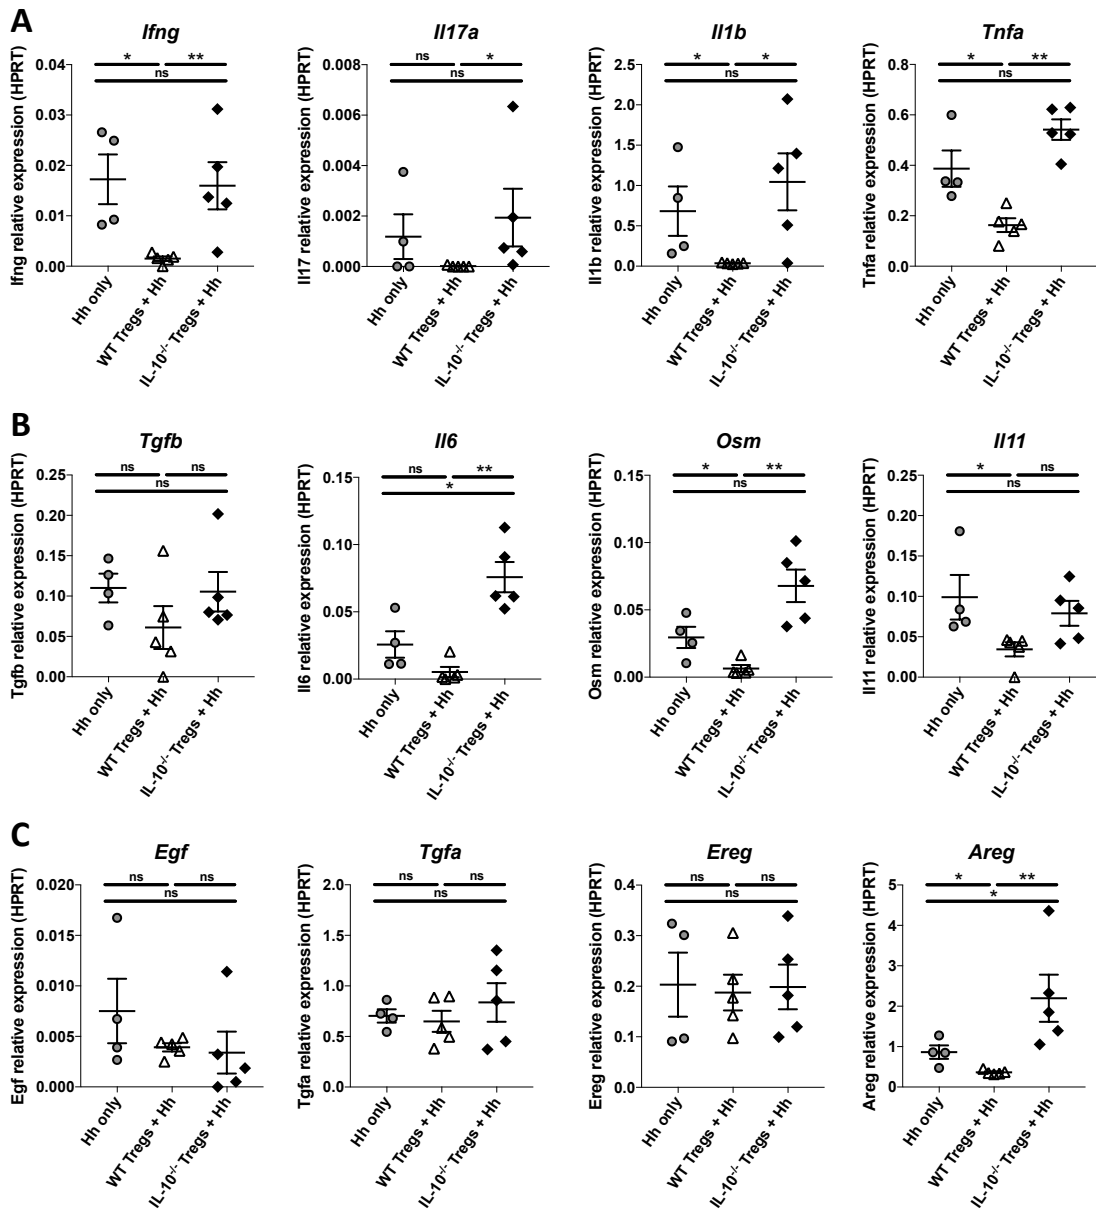 A
Ifng
Ifng relative expression (HPRT)
* **
ns
0.04
0.03
0.02
0.01
0.00
Hh only
WT Tregs + Hh
IL-10-/- Tregs + Hh
Il17a
Il17 relative expression (HPRT)
ns *
ns
0.008
0.006
0.004
0.002
0.000
Hh only
WT Tregs + Hh
IL-10-/- Tregs + Hh
Il1b
Il1b relative expression (HPRT)
* *
ns
2.5
2.0
1.5
1.0
0.5
0.0
Hh only
WT Tregs + Hh
IL-10-/- Tregs + Hh
Tnfa
Tnfa relative expression (HPRT)
* **
ns
0.8
0.6
0.4
0.2
0.0
Hh only
WT Tregs + Hh
IL-10-/- Tregs + Hh
B
Tgfb
Tgfb relative expression (HPRT)
ns ns
ns
0.25
0.20
0.15
0.10
0.05
0.00
Hh only
WT Tregs + Hh
IL-10-/- Tregs + Hh
Il6
Il6 relative expression (HPRT)
ns **
*
0.15
0.10
0.05
0.00
Hh only
WT Tregs + Hh
IL-10-/- Tregs + Hh
Osm
Osm relative expression (HPRT)
* **
ns
0.15
0.10
0.05
0.00
Hh only
WT Tregs + Hh
IL-10-/- Tregs + Hh
Il11
Il11 relative expression (HPRT)
* ns
ns
0.25
0.20
0.15
0.10
0.05
0.00
Hh only
WT Tregs + Hh
IL-10-/- Tregs + Hh
C
Egf
Egf relative expression (HPRT)
ns ns
ns
0.020
0.015
0.010
0.005
0.000
Hh only
WT Tregs + Hh
IL-10-/- Tregs + Hh
Tgfa
Tgfa relative expression (HPRT)
ns ns
ns
2.0
1.5
1.0
0.5
0.0
Hh only
WT Tregs + Hh
IL-10-/- Tregs + Hh
Ereg
Ereg relative expression (HPRT)
ns ns
ns
0.4
0.3
0.2
0.1
0.0
Hh only
WT Tregs + Hh
IL-10-/- Tregs + Hh
Areg
Areg relative expression (HPRT)
* **
*
5
4
3
2
1
0
Hh only
WT Tregs + Hh
IL-10-/- Tregs + Hh